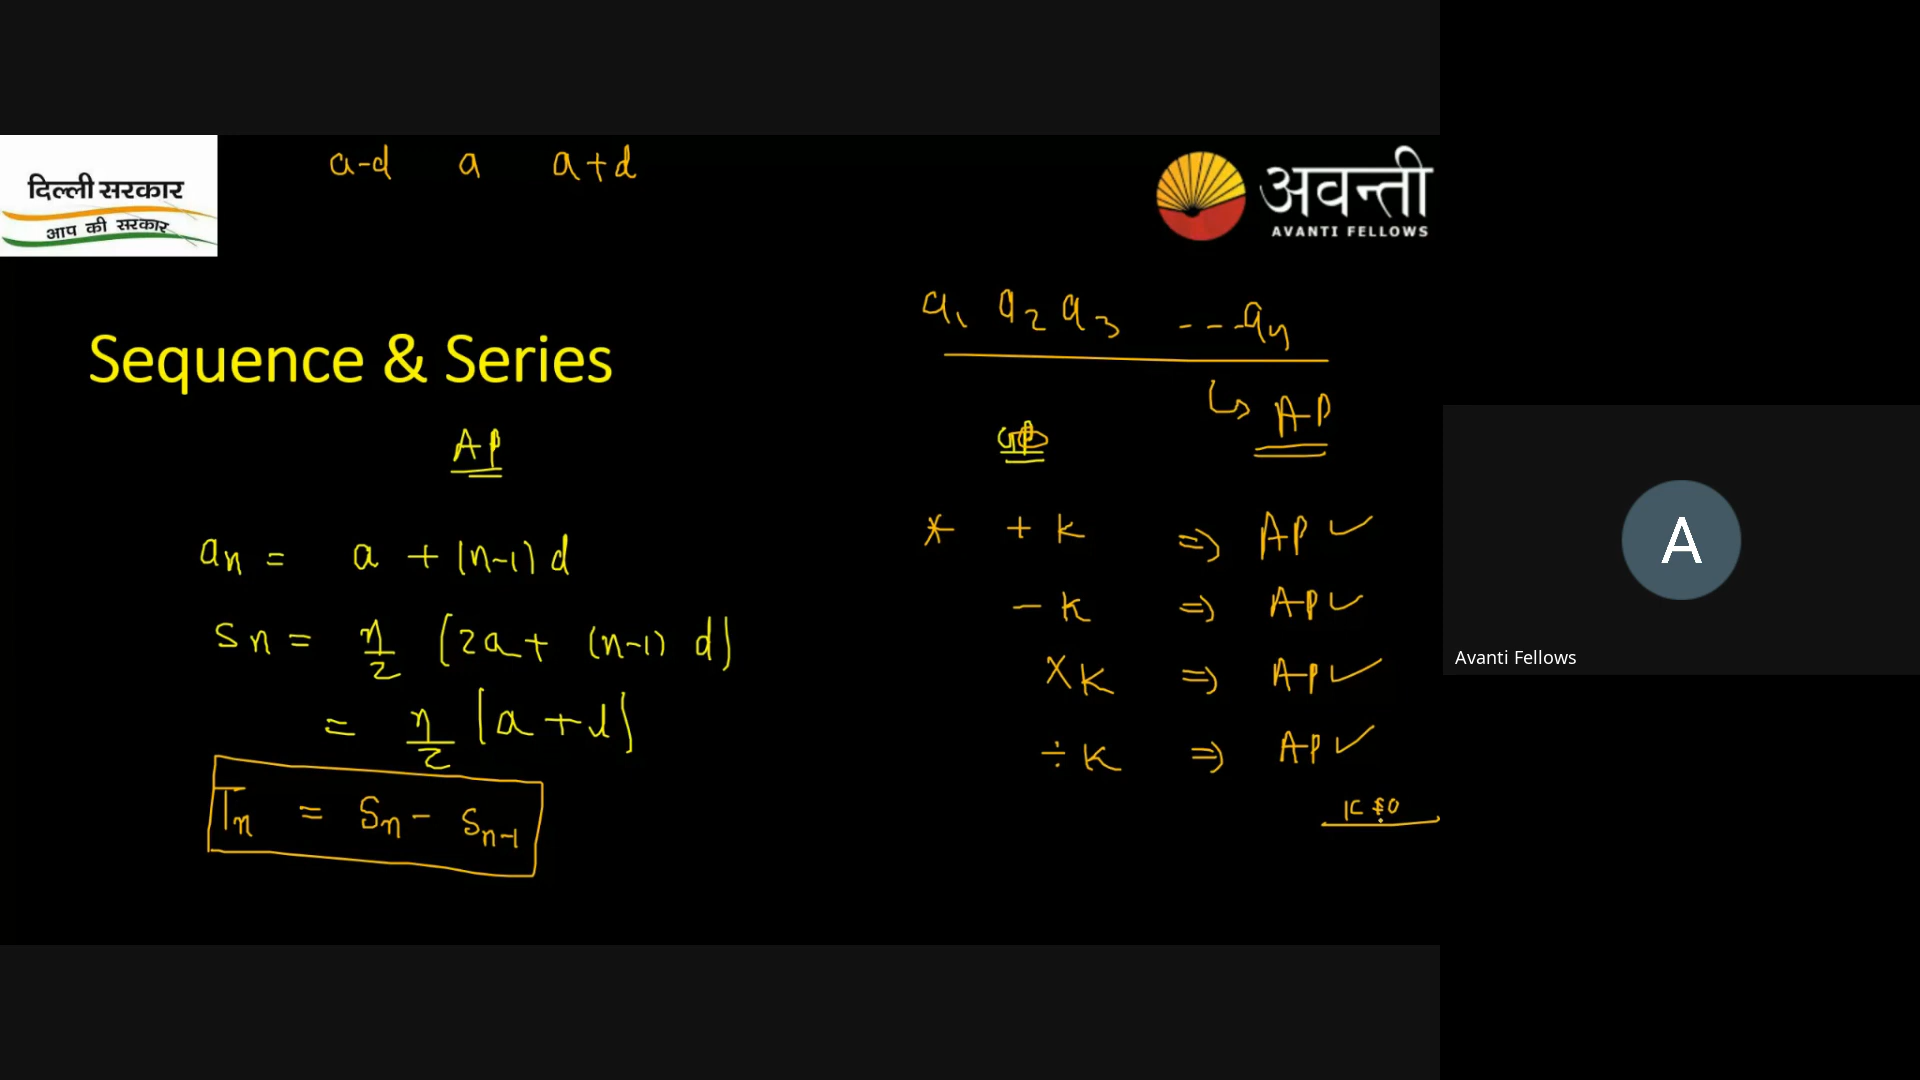 a-d a a+d
दिल्ली सरकार
आप की सरकार
अवन्ती
AVANTI FELLOWS
Sequence & Series
AP
an = a + (n-1) d
Sn = n/2 (2a + (n-1) d)
= n/2 [a + l]
Tn = Sn - Sn-1
a1 a2 a3 ---an
↳ AP
* + k => AP ✓
- k => AP ✓
× k => AP ✓
÷ k => AP ✓
A
Avanti Fellows